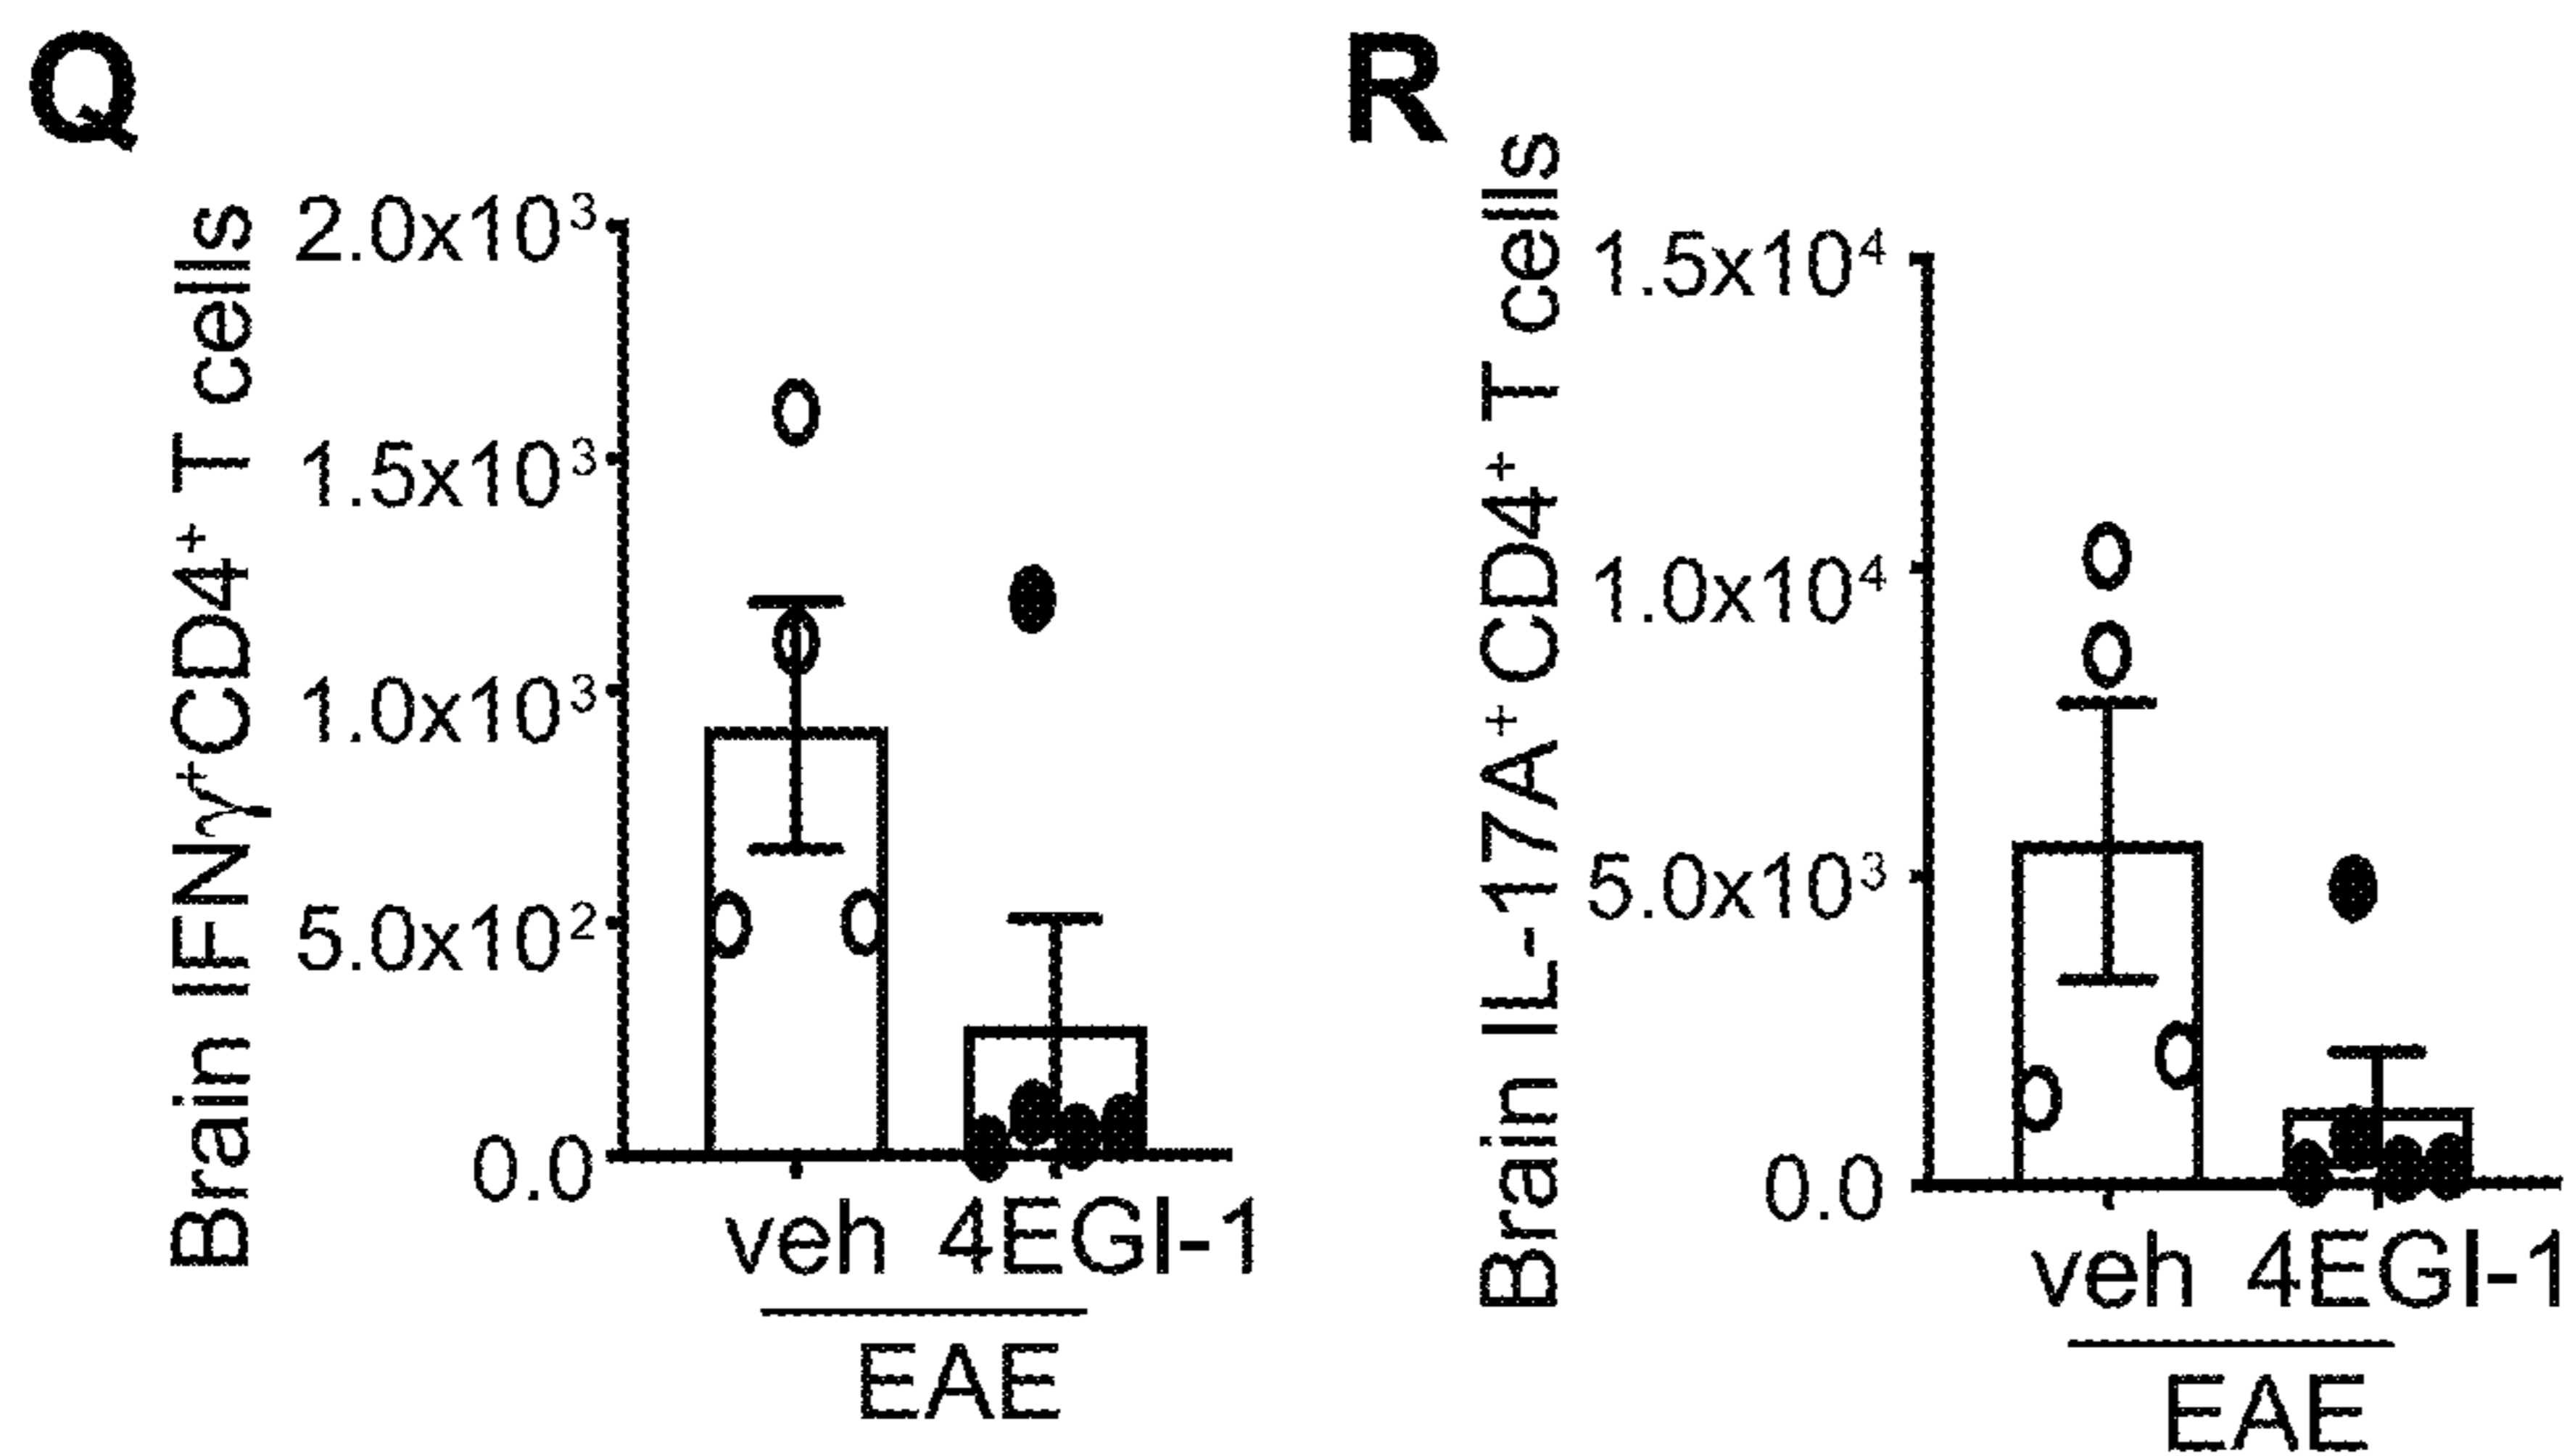 Q
Brain IFNγ⁺CD4⁺ T cells
2.0x10³
1.5x10³
1.0x10³
5.0x10²
0.0
veh 4EGI-1
EAE
R
Brain IL-17A⁺ CD4⁺ T cells
1.5x10⁴
1.0x10⁴
5.0x10³
0.0
veh 4EGI-1
EAE